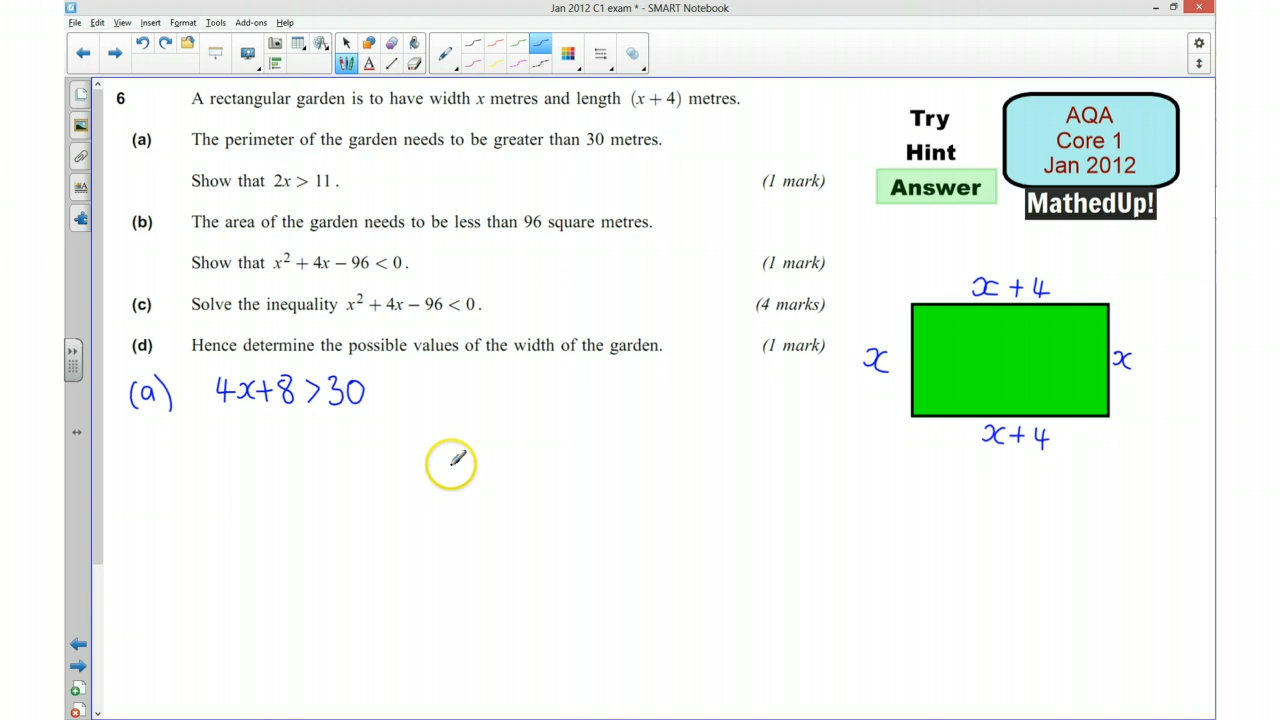 Jan 2012 C1 exam * - SMART Notebook
File Edit View Insert Format Tools Add-ons Help
6 A rectangular garden is to have width x metres and length (x + 4) metres.
(a) The perimeter of the garden needs to be greater than 30 metres.
Show that 2x > 11 . (1 mark)
(b) The area of the garden needs to be less than 96 square metres.
Show that x² + 4x − 96 < 0 . (1 mark)
(c) Solve the inequality x² + 4x − 96 < 0 . (4 marks)
(d) Hence determine the possible values of the width of the garden. (1 mark)
(a) 4x+8 >30
Try
Hint
Answer
AQA
Core 1
Jan 2012
MathedUp!
x + 4
x
x
x + 4